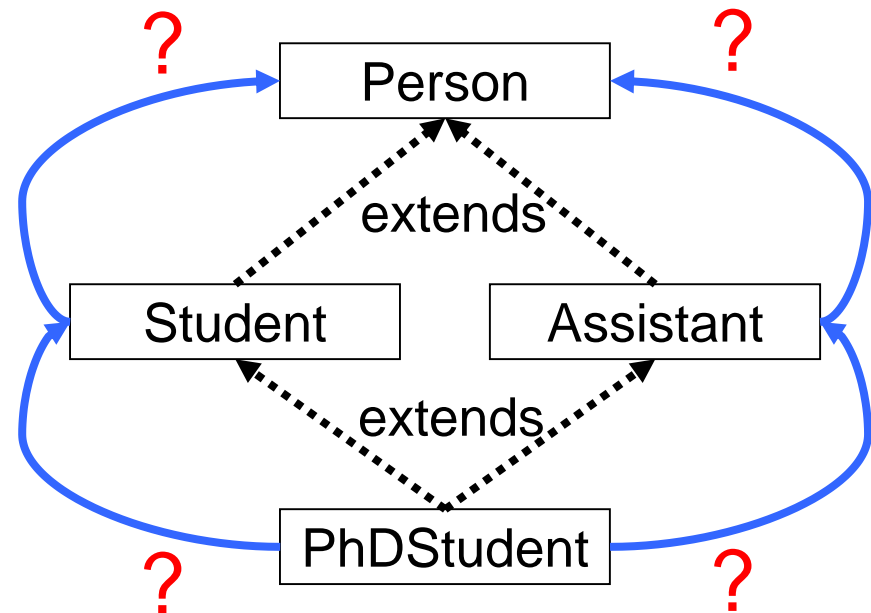 ? ?
Person
extends
Student Assistant
extends
PhDStudent
? ?